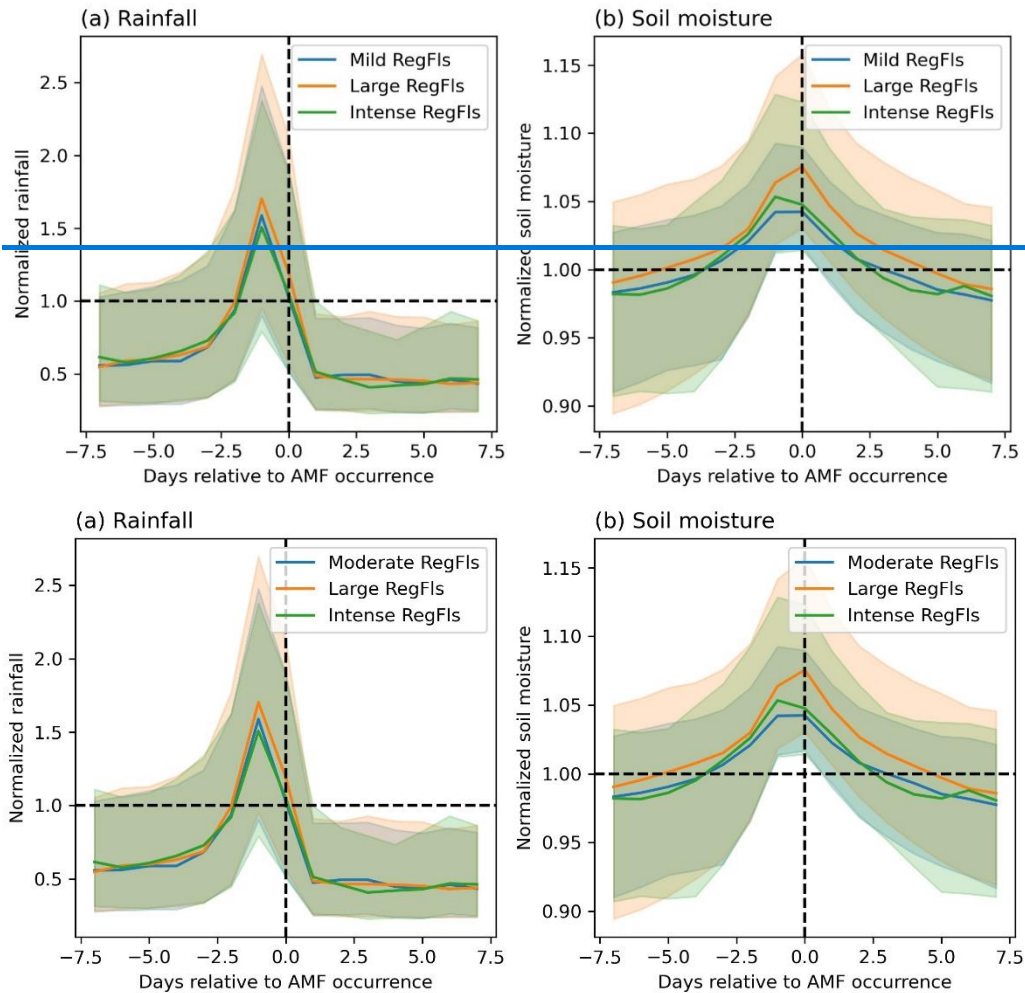 (a) Rainfall
Normalized rainfall
2.5
2.0
1.5
1.0
0.5
Mild RegFls
Large RegFls
Intense RegFls
−7.5 −5.0 −2.5 0.0 2.5 5.0 7.5
Days relative to AMF occurrence
(b) Soil moisture
Normalized soil moisture
1.15
1.10
1.05
1.00
0.95
0.90
Mild RegFls
Large RegFls
Intense RegFls
−7.5 −5.0 −2.5 0.0 2.5 5.0 7.5
Days relative to AMF occurrence
(a) Rainfall
Normalized rainfall
2.5
2.0
1.5
1.0
0.5
Moderate RegFls
Large RegFls
Intense RegFls
−7.5 −5.0 −2.5 0.0 2.5 5.0 7.5
Days relative to AMF occurrence
(b) Soil moisture
Normalized soil moisture
1.15
1.10
1.05
1.00
0.95
0.90
Moderate RegFls
Large RegFls
Intense RegFls
−7.5 −5.0 −2.5 0.0 2.5 5.0 7.5
Days relative to AMF occurrence